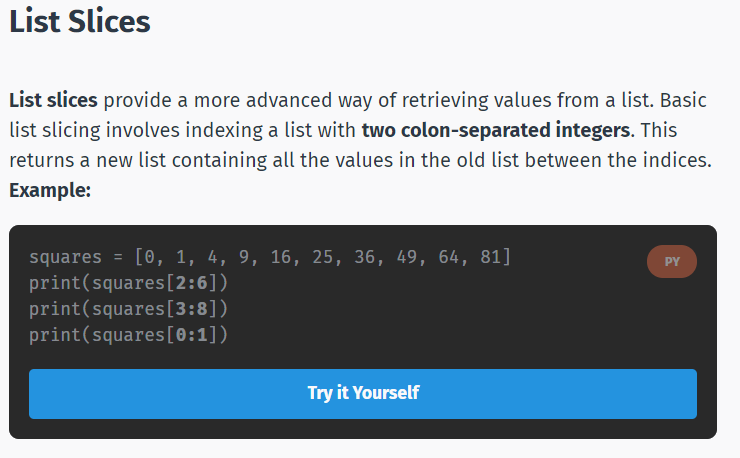 List Slices
List slices provide a more advanced way of retrieving values from a list. Basic
list slicing involves indexing a list with two colon-separated integers. This
returns a new list containing all the values in the old list between the indices.
Example:
squares = [0, 1, 4, 9, 16, 25, 36, 49, 64, 81]
PY
print(squares[2:6])
print(squares[3:8])
print(squares[0:1])
Try it Yourself